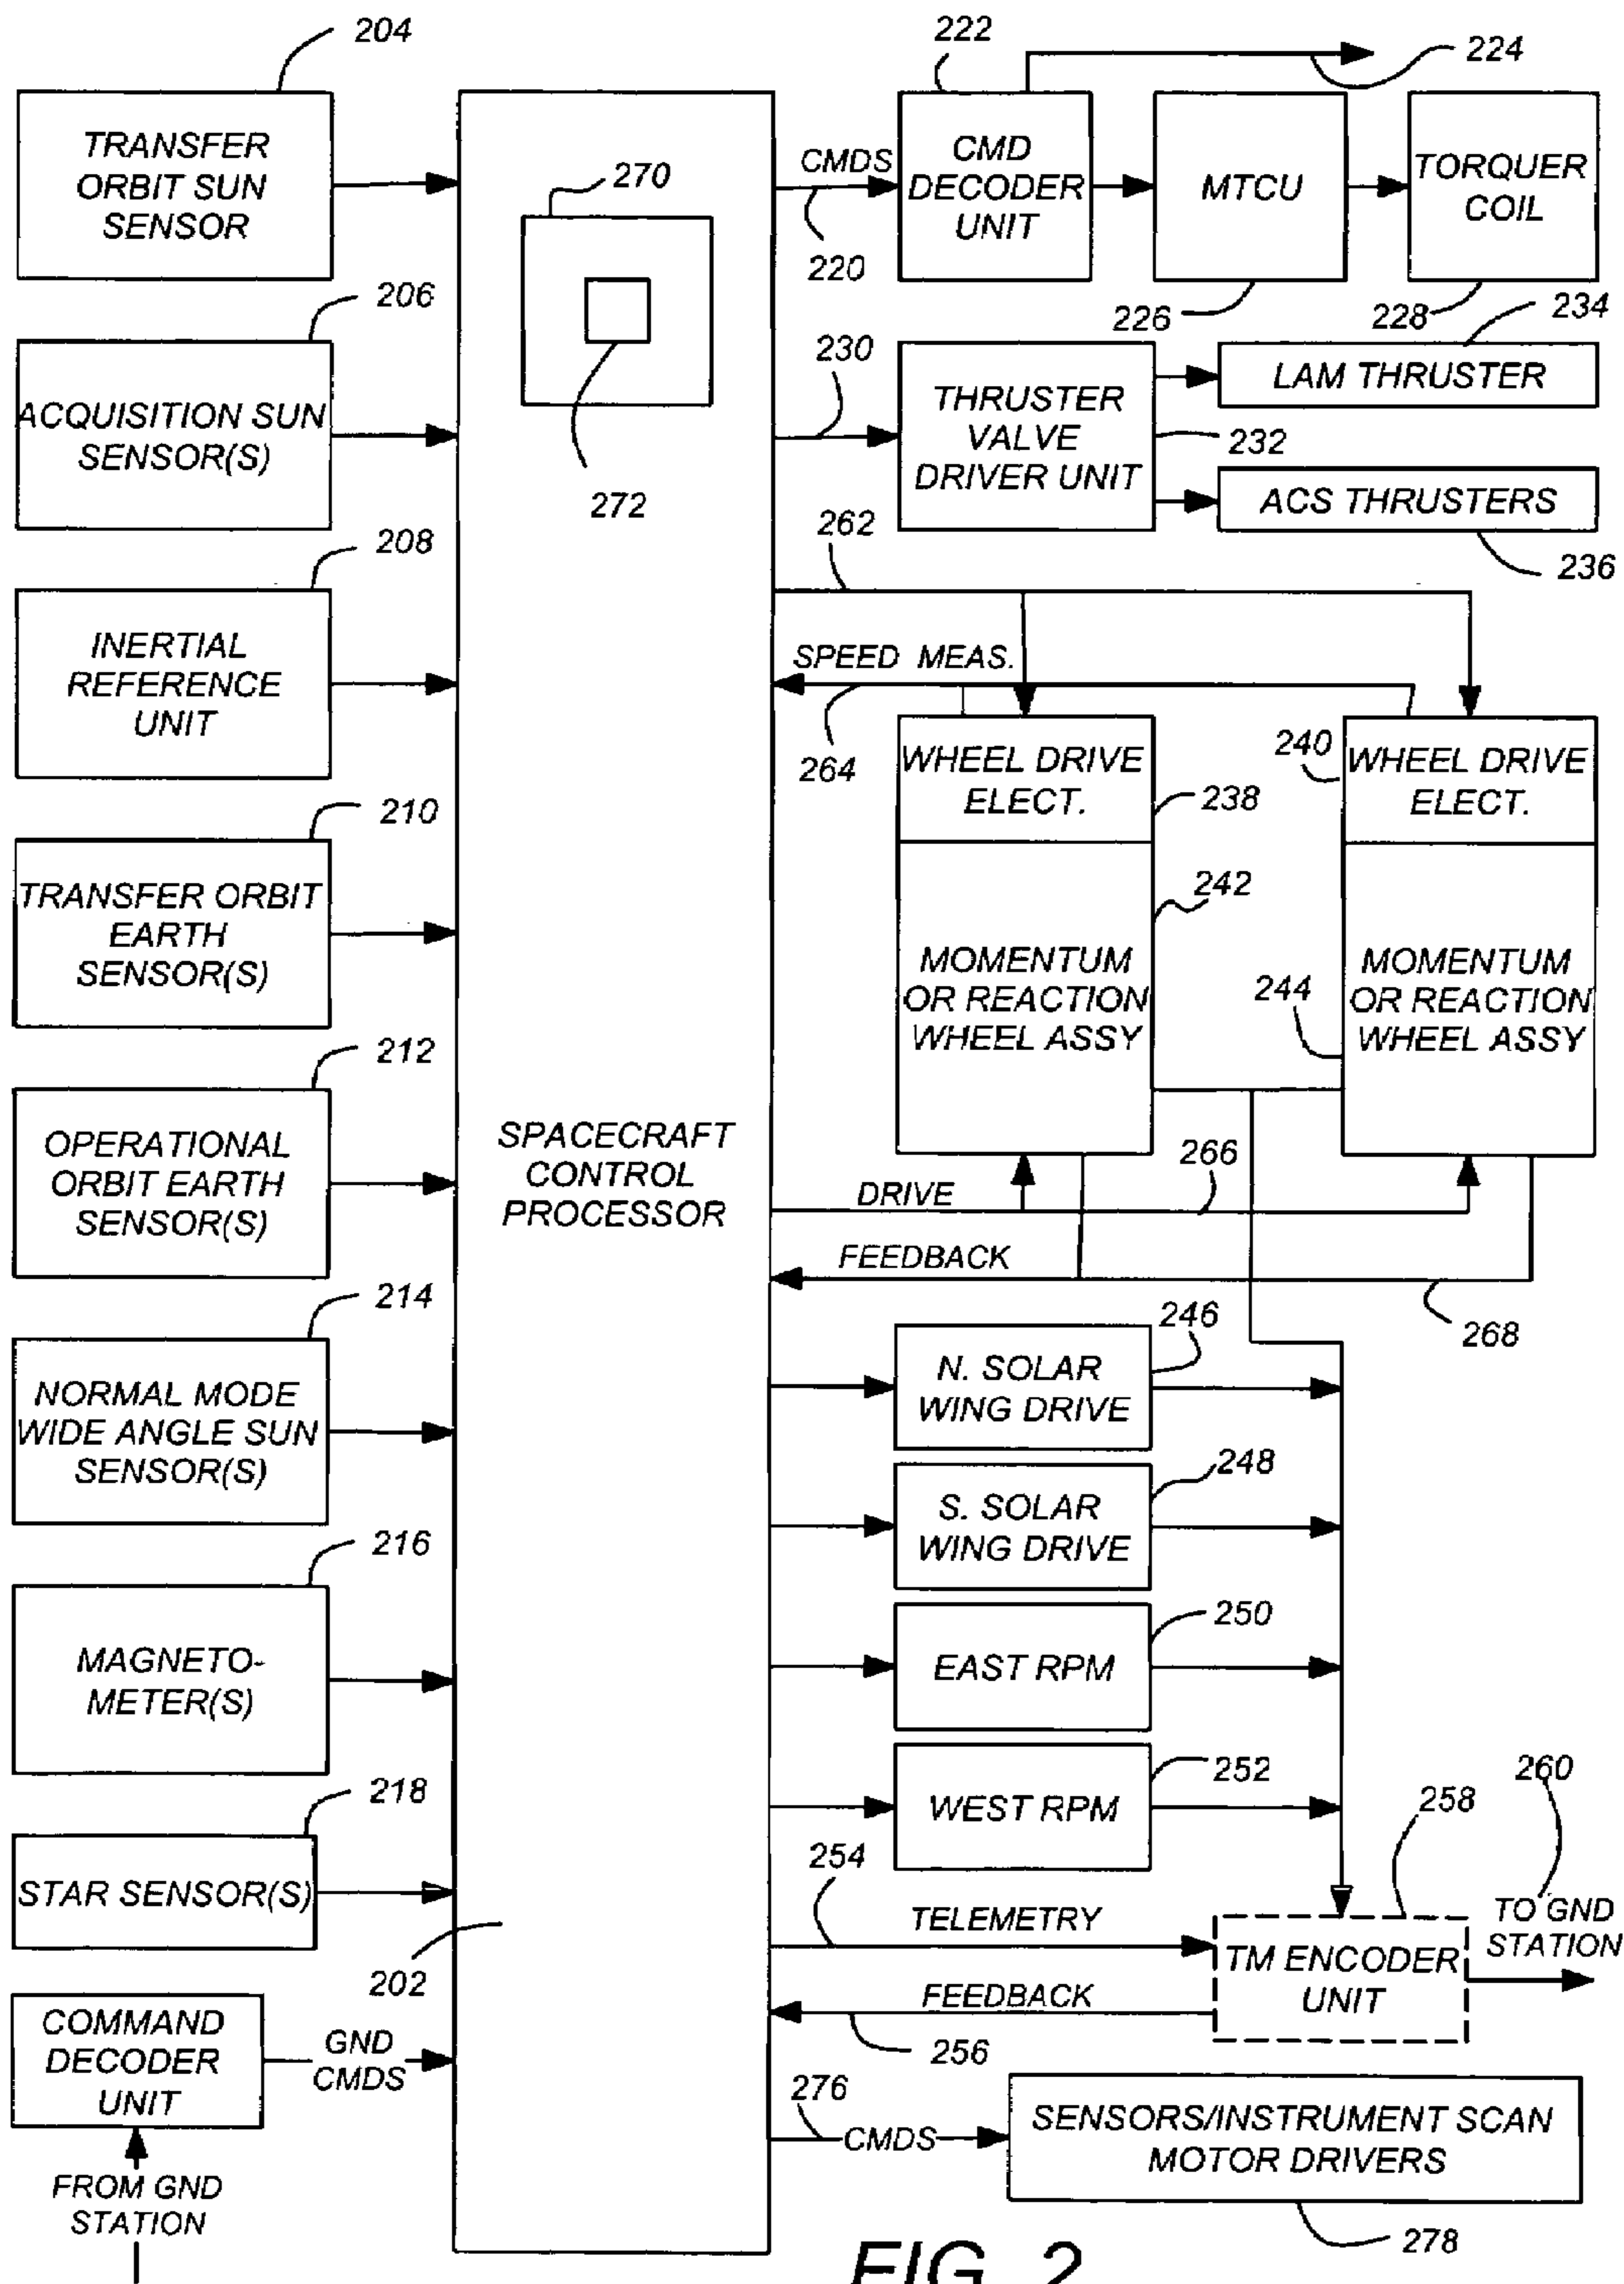 204
TRANSFER
ORBIT SUN
SENSOR
206
ACQUISITION SUN
SENSOR(S)
208
INERTIAL
REFERENCE
UNIT
210
TRANSFER ORBIT
EARTH
SENSOR(S)
212
OPERATIONAL
ORBIT EARTH
SENSOR(S)
214
NORMAL MODE
WIDE ANGLE SUN
SENSOR(S)
216
MAGNETO-
METER(S)
218
STAR SENSOR(S)
COMMAND
DECODER
UNIT
GND
CMDS
FROM GND
STATION
270
272
SPACECRAFT
CONTROL
PROCESSOR
202
222
224
CMDS
220
CMD
DECODER
UNIT
MTCU
226
TORQUER
COIL
228
230
THRUSTER
VALVE
DRIVER UNIT
232
234
LAM THRUSTER
ACS THRUSTERS
236
262
SPEED MEAS.
264
WHEEL DRIVE
ELECT.
238
240
WHEEL DRIVE
ELECT.
242
MOMENTUM
OR REACTION
WHEEL ASSY
244
MOMENTUM
OR REACTION
WHEEL ASSY
DRIVE
266
FEEDBACK
268
246
N. SOLAR
WING DRIVE
248
S. SOLAR
WING DRIVE
250
EAST RPM
252
WEST RPM
254
TELEMETRY
258
260
TO GND
STATION
TM ENCODER
UNIT
FEEDBACK
256
276
CMDS
SENSORS/INSTRUMENT SCAN
MOTOR DRIVERS
278
FIG. 2